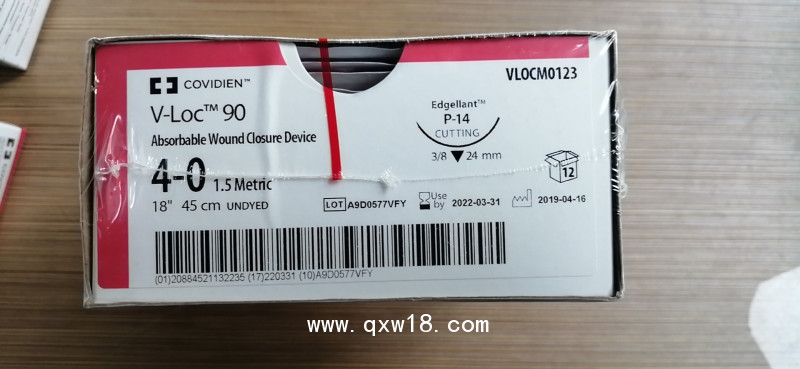 COVIDIEN™
VLOCM0123
V-Loc™ 90
Absorbable Wound Closure Device
Edgellant™
P-14
CUTTING
3/8 24 mm
12
4-0 1.5 Metric
18" 45 cm UNDYED
LOT A9D0577VFY
Use by 2022-03-31
2019-04-16
(01)20884521132235 (17)220331 (10)A9D0577VFY
www.qxw18.com